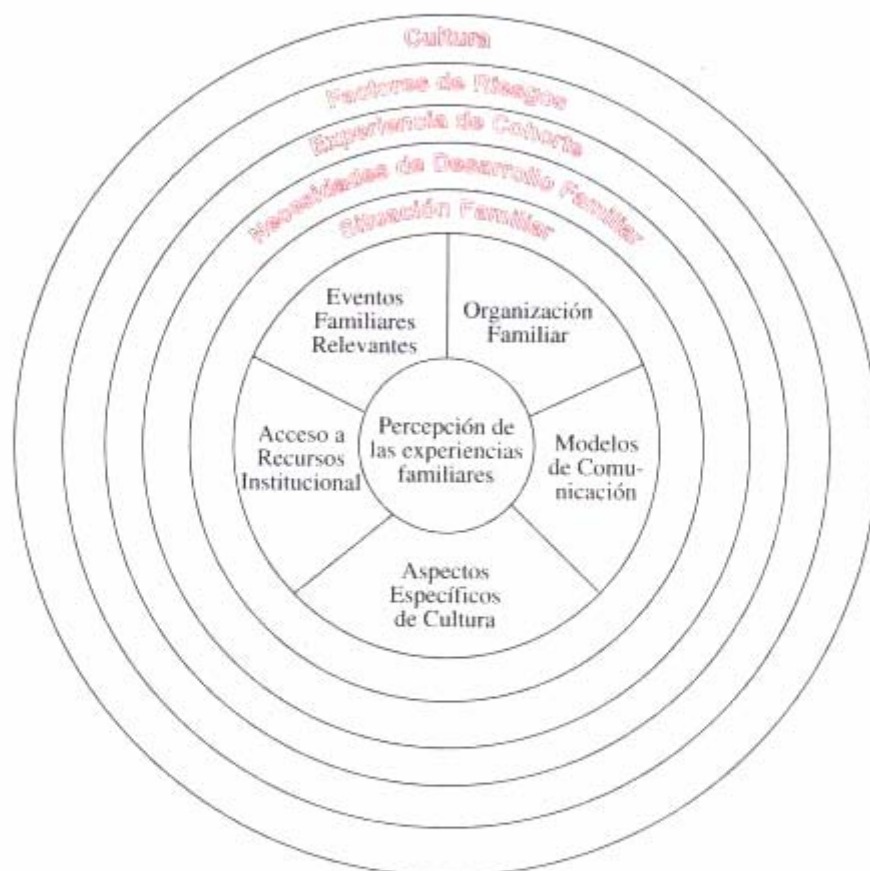 Cultura
Factores de Riesgos
Experiencia de Cohorte
Necesidades de Desarrollo Familiar
Situación Familiar
Eventos
Familiares
Relevantes
Organización
Familiar
Acceso a
Recursos
Institucional
Percepción de
las experiencias
familiares
Modelos
de Comu-
nicación
Aspectos
Específicos
de Cultura